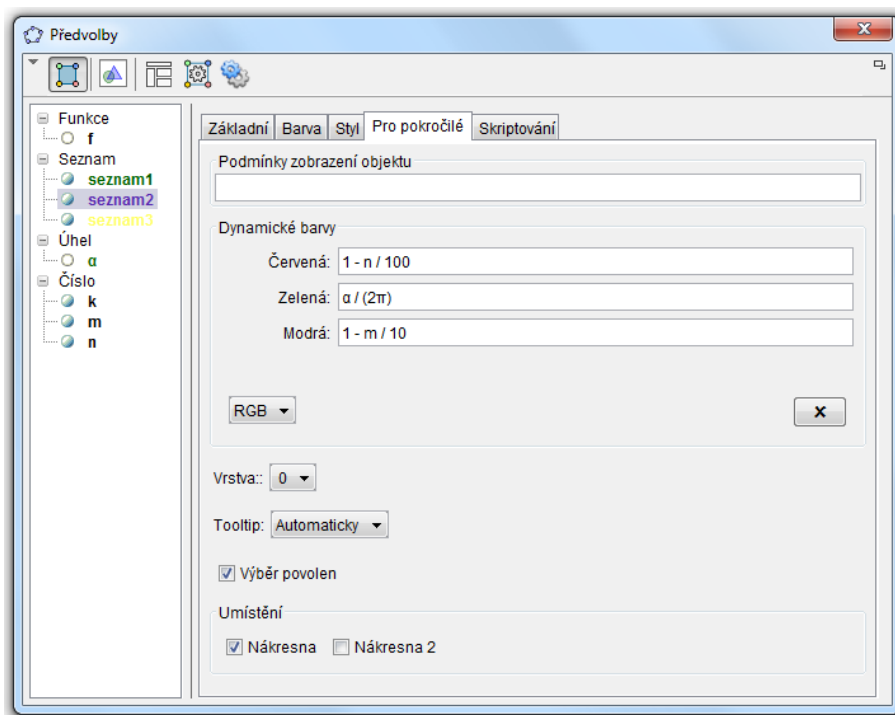 Předvolby
Funkce
f
Seznam
seznam1
seznam2
seznam3
Úhel
α
Číslo
k
m
n
Základní Barva Styl Pro pokročilé Skriptování
Podmínky zobrazení objektu
Dynamické barvy
Červená: 1 - n / 100
Zelená: α / (2π)
Modrá: 1 - m / 10
RGB
Vrstva:: 0
Tooltip: Automaticky
Výběr povolen
Umístění
Nákresna Nákresna 2